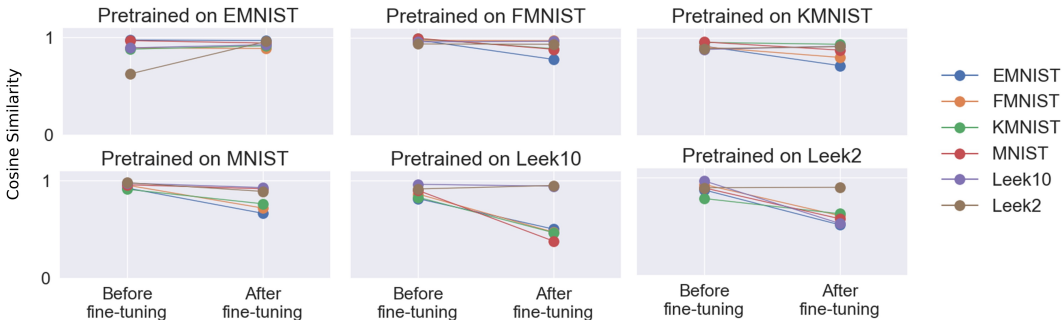 Pretrained on EMNIST
Pretrained on FMNIST
Pretrained on KMNIST
1
0
Cosine Similarity
Pretrained on MNIST
Pretrained on Leek10
Pretrained on Leek2
1
0
Before
fine-tuning
After
fine-tuning
Before
fine-tuning
After
fine-tuning
Before
fine-tuning
After
fine-tuning
EMNIST
FMNIST
KMNIST
MNIST
Leek10
Leek2